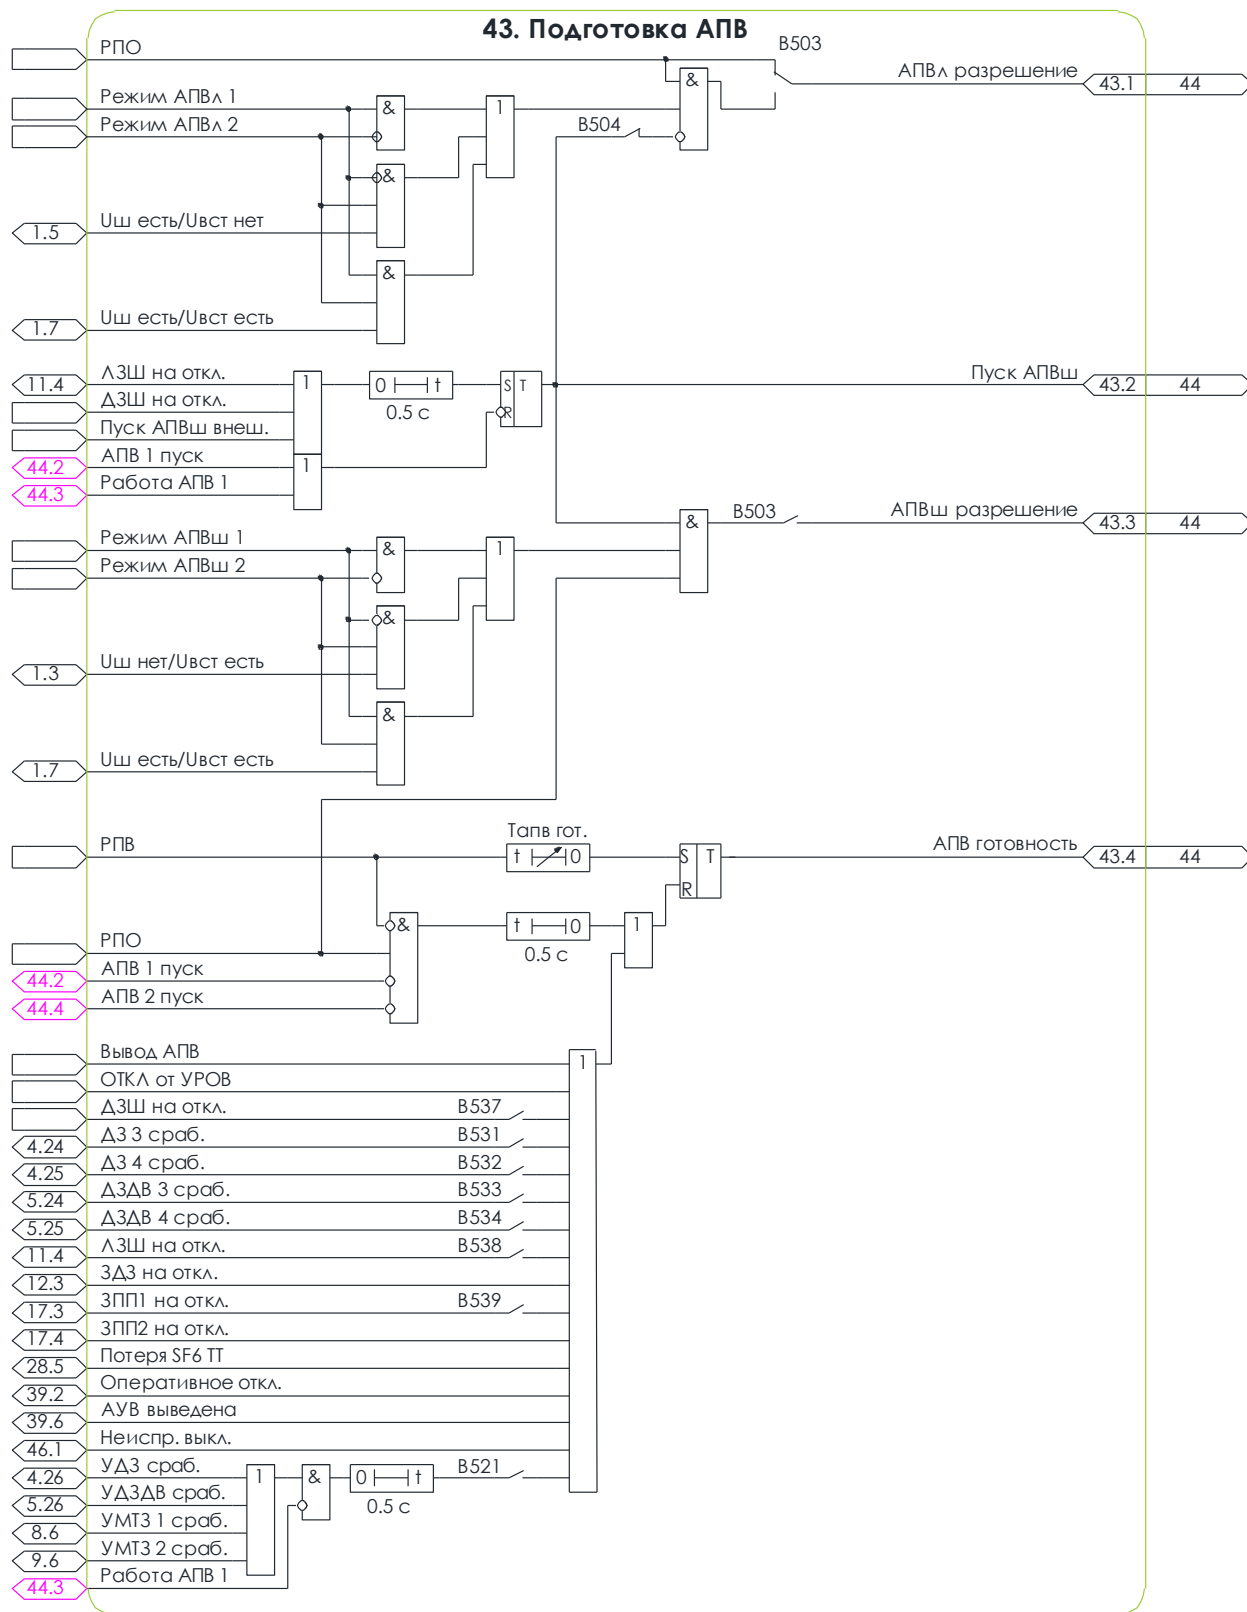 43. Подготовка АПВ
РПО
B503
АПВл разрешение
43.1 44
&
Режим АПВл 1
&
1
Режим АПВл 2
B504
&
Uш есть/Uвст нет
1.5
&
Uш есть/Uвст есть
1.7
ЛЗШ на откл.
11.4
1
0 t
0.5 с
S T
R
Пуск АПВш
43.2 44
ДЗШ на откл.
Пуск АПВш внеш.
АПВ 1 пуск
44.2
1
Работа АПВ 1
44.3
&
B503
АПВш разрешение
43.3 44
Режим АПВш 1
&
1
Режим АПВш 2
&
Uш нет/Uвст есть
1.3
&
Uш есть/Uвст есть
1.7
РПВ
Тапв гот.
t 0
S T
R
АПВ готовность
43.4 44
&
t 0
0.5 с
1
РПО
АПВ 1 пуск
44.2
АПВ 2 пуск
44.4
Вывод АПВ
1
ОТКЛ от УРОВ
ДЗШ на откл.
B537
ДЗ 3 сраб.
4.24
B531
ДЗ 4 сраб.
4.25
B532
ДЗДВ 3 сраб.
5.24
B533
ДЗДВ 4 сраб.
5.25
B534
ЛЗШ на откл.
11.4
B538
ЗДЗ на откл.
12.3
ЗПП1 на откл.
17.3
B539
ЗПП2 на откл.
17.4
Потеря SF6 ТТ
28.5
Оперативное откл.
39.2
АУВ выведена
39.6
Неиспр. выкл.
46.1
УДЗ сраб.
4.26
1
&
0 t
0.5 с
B521
УДЗДВ сраб.
5.26
УМТЗ 1 сраб.
8.6
УМТЗ 2 сраб.
9.6
Работа АПВ 1
44.3